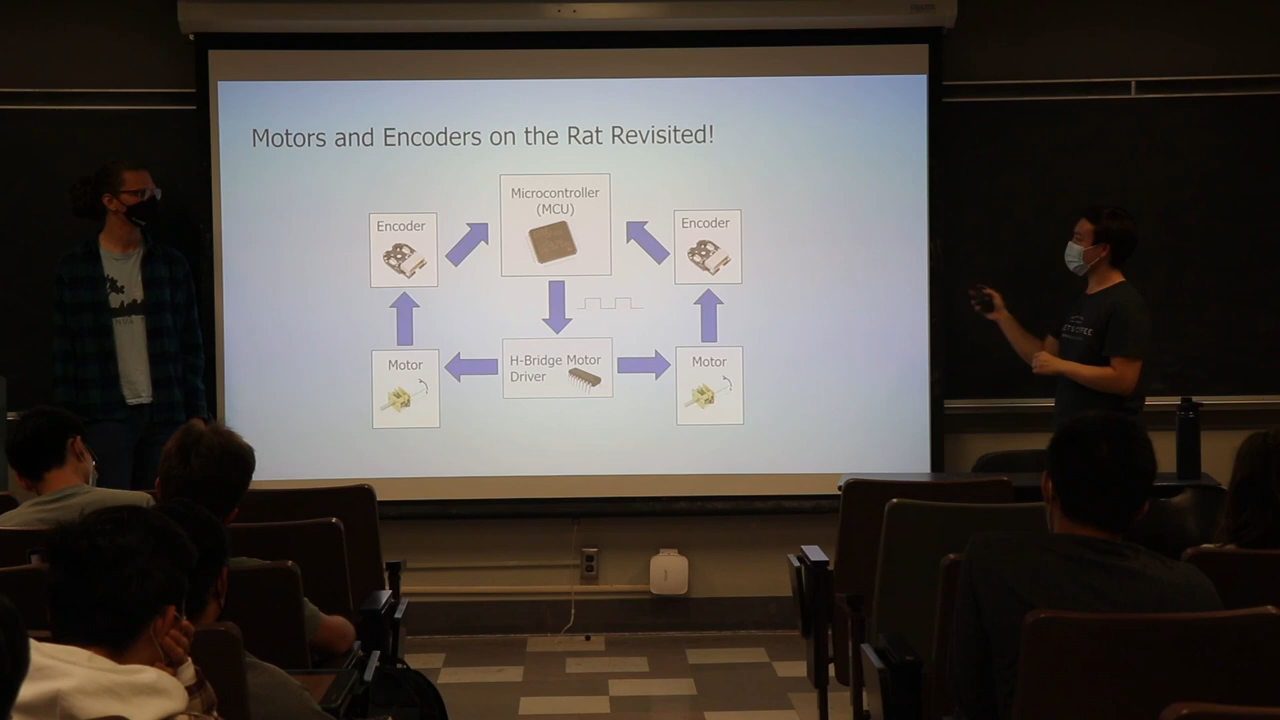 Motors and Encoders on the Rat Revisited!
Microcontroller
(MCU)
Encoder
Encoder
Motor
H-Bridge Motor
Driver
Motor